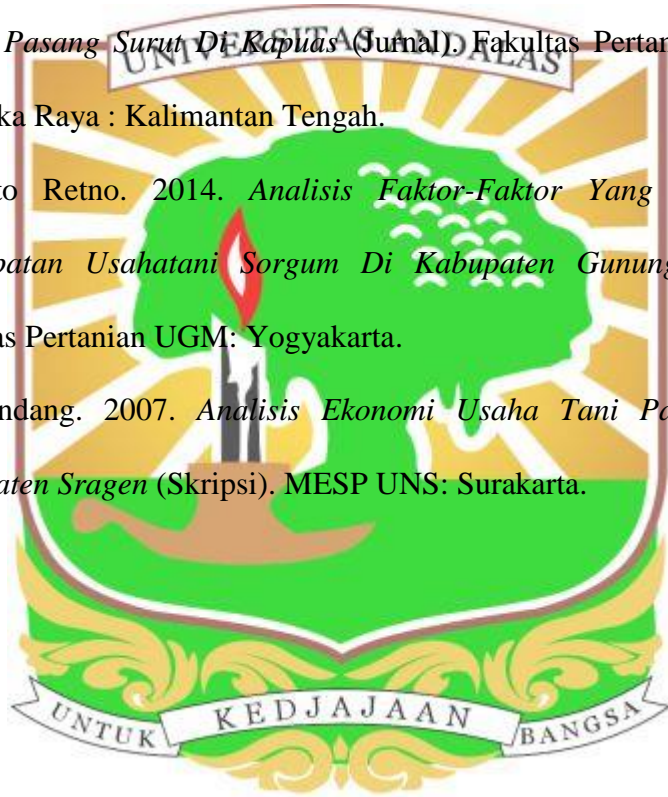 Pasang Surut Di Kapuas (Jurnal). Fakultas Pertan
UNIVERSITAS ANDALAS
ka Raya : Kalimantan Tengah.
to Retno. 2014. Analisis Faktor-Faktor Yang
patan Usahatani Sorgum Di Kabupaten Gunung
as Pertanian UGM: Yogyakarta.
ndang. 2007. Analisis Ekonomi Usaha Tani Pa
aten Sragen (Skripsi). MESP UNS: Surakarta.
UNTUK KEDJAJAAN BANGSA